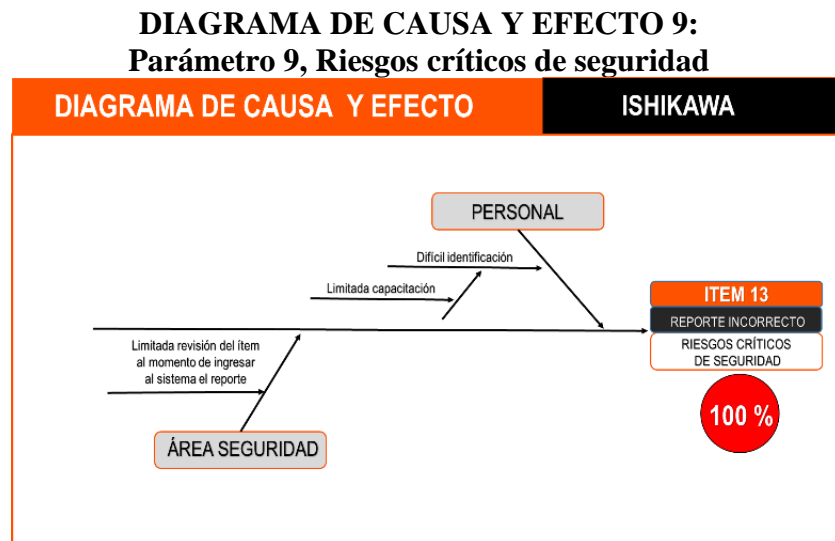 DIAGRAMA DE CAUSA Y EFECTO 9:
Parámetro 9, Riesgos críticos de seguridad
DIAGRAMA DE CAUSA Y EFECTO
ISHIKAWA
PERSONAL
Difícil identificación
Limitada capacitación
ITEM 13
REPORTE INCORRECTO
RIESGOS CRÍTICOS
DE SEGURIDAD
100 %
Limitada revisión del ítem
al momento de ingresar
al sistema el reporte
ÁREA SEGURIDAD